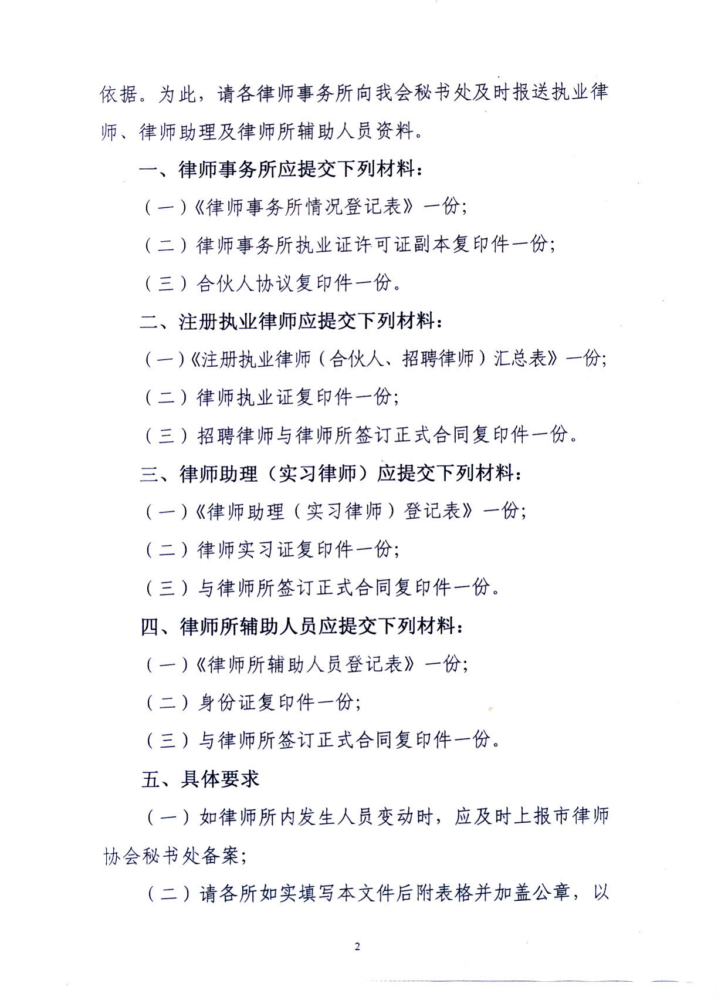 依据。为此，请各律师事务所向我会秘书处及时报送执业律
师、律师助理及律师所辅助人员资料。
一、律师事务所应提交下列材料：
（一）《律师事务所情况登记表》一份；
（二）律师事务所执业证许可证副本复印件一份；
（三）合伙人协议复印件一份。
二、注册执业律师应提交下列材料：
（一）《注册执业律师（合伙人、招聘律师）汇总表》一份；
（二）律师执业证复印件一份；
（三）招聘律师与律师所签订正式合同复印件一份。
三、律师助理（实习律师）应提交下列材料：
（一）《律师助理（实习律师）登记表》一份；
（二）律师实习证复印件一份；
（三）与律师所签订正式合同复印件一份。
四、律师所辅助人员应提交下列材料：
（一）《律师所辅助人员登记表》一份；
（二）身份证复印件一份；
（三）与律师所签订正式合同复印件一份。
五、具体要求
（一）如律师所内发生人员变动时，应及时上报市律师
协会秘书处备案；
（二）请各所如实填写本文件后附表格并加盖公章，以
2